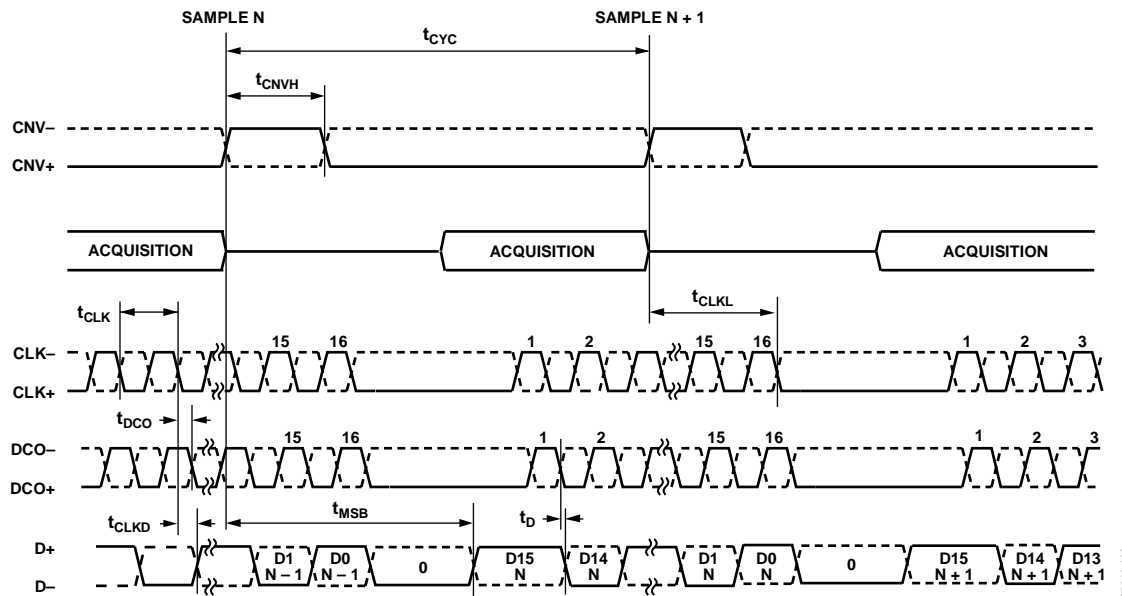 SAMPLE N SAMPLE N + 1
tCYC
tCNVH
CNV–
CNV+
ACQUISITION ACQUISITION ACQUISITION
tCLK tCLKL
15 16 1 2 15 16 1 2 3
CLK–
CLK+
tDCO
15 16 1 2 15 16 1 2 3
DCO–
DCO+
tCLKD tMSB tD
D+
D1 D0 0 D15 D14 D1 D0 0 D15 D14 D13
N – 1 N – 1 N N N N N + 1 N + 1 N + 1
D–